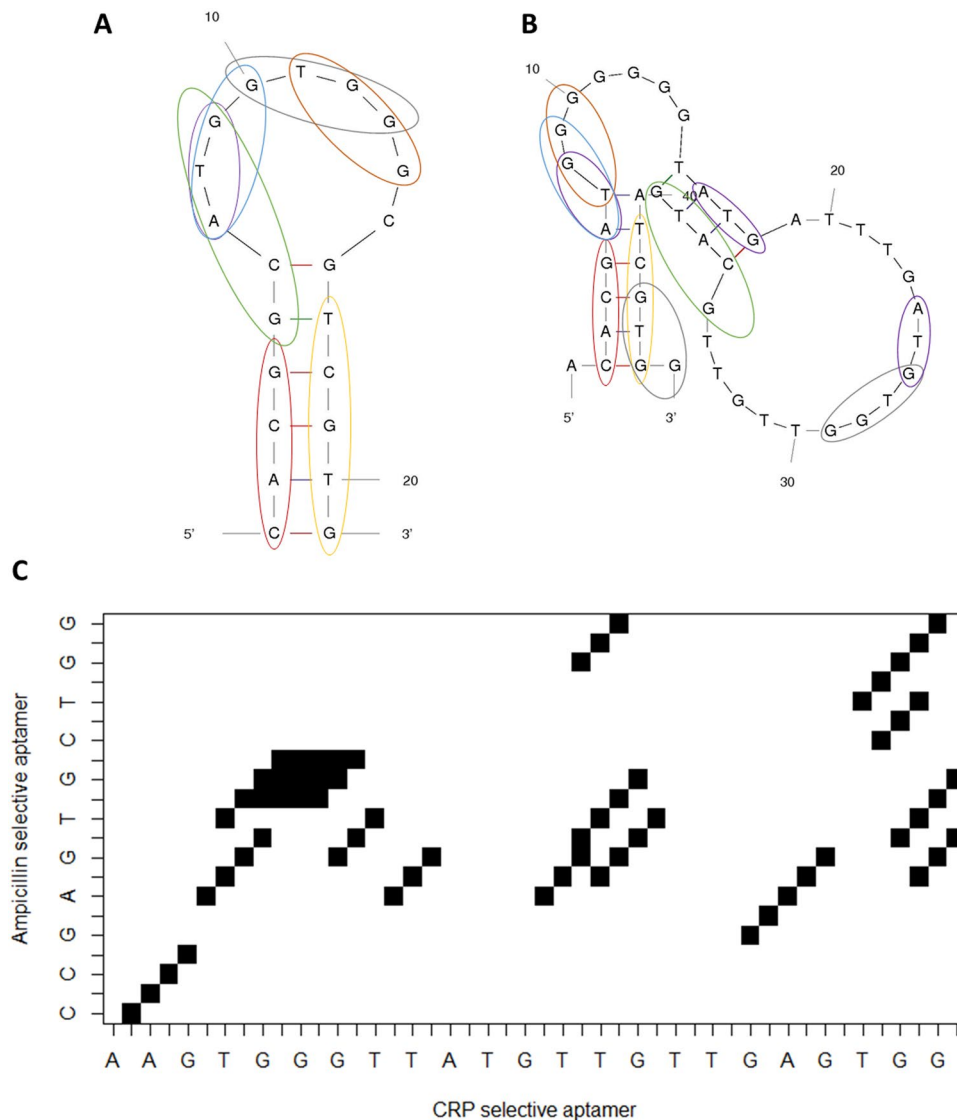 A
10
G T G
G G
T G
A C
C G
G T
G C
C G
A T 20
5' C G 3'
B
10 G G G
G G
G G T 20
T A G A T
40
A T T A T G A T T T
G C A C G
C G G A
A T T T
A C G G T G
5' 3' G T T G G T
30
C
G
G
T
C
G
T
G
A
G
C
C
Ampicillin selective aptamer
A A G T G G G T T A T G T T G T T G A G T G G
CRP selective aptamer